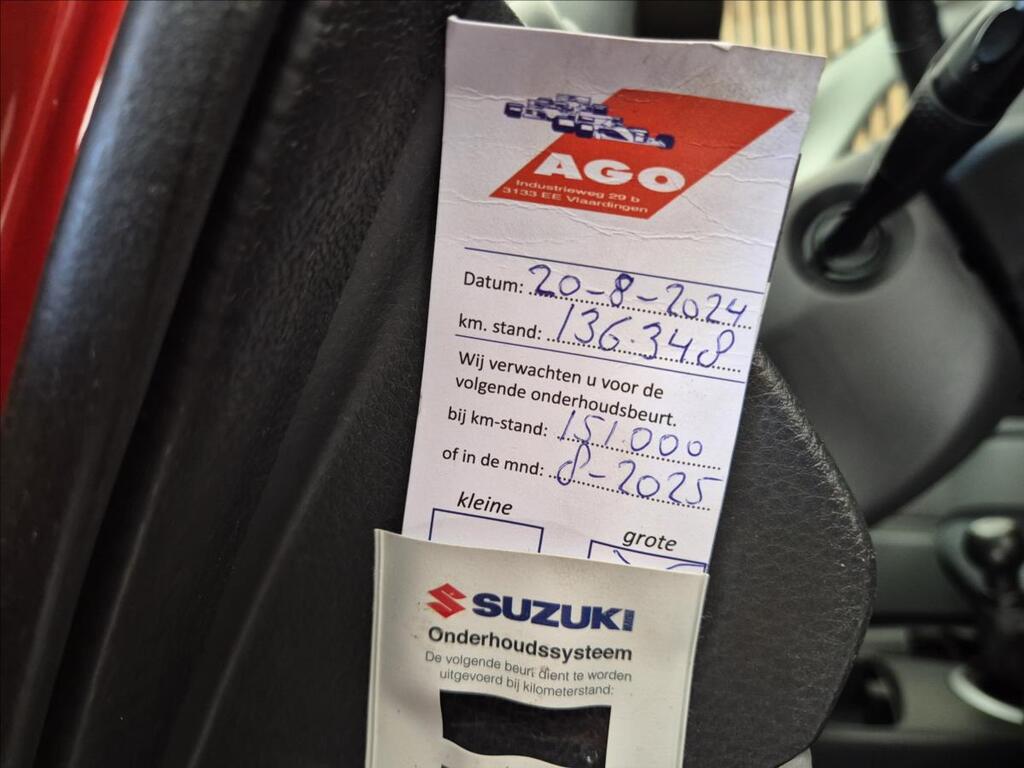 AGO
Industrieweg 29 b
3133 EE Vlaardingen
Datum: 20-8-2024
km. stand: 136.348
Wij verwachten u voor de
volgende onderhoudsbeurt.
bij km-stand: 151.000
of in de mnd: 8-2025
kleine grote
SUZUKI
Onderhoudssysteem
De volgende beurt dient te worden
uitgevoerd bij kilometerstand: